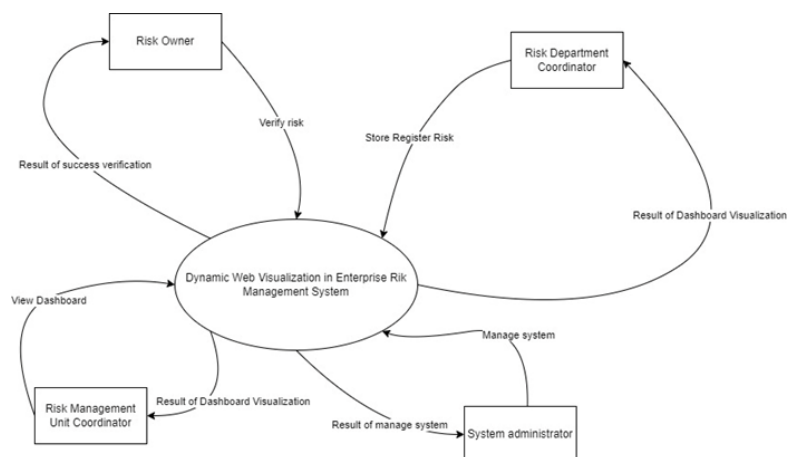 Risk Owner
Risk Department
Coordinator
Verify risk
Store Register Risk
Result of success verification
Result of Dashboard Visualization
Dynamic Web Visualization in Enterprise Rik
Management System
View Dashboard
Manage system
Result of Dashboard Visualization
Risk Management
Unit Coordinator
Result of manage system
System administrator